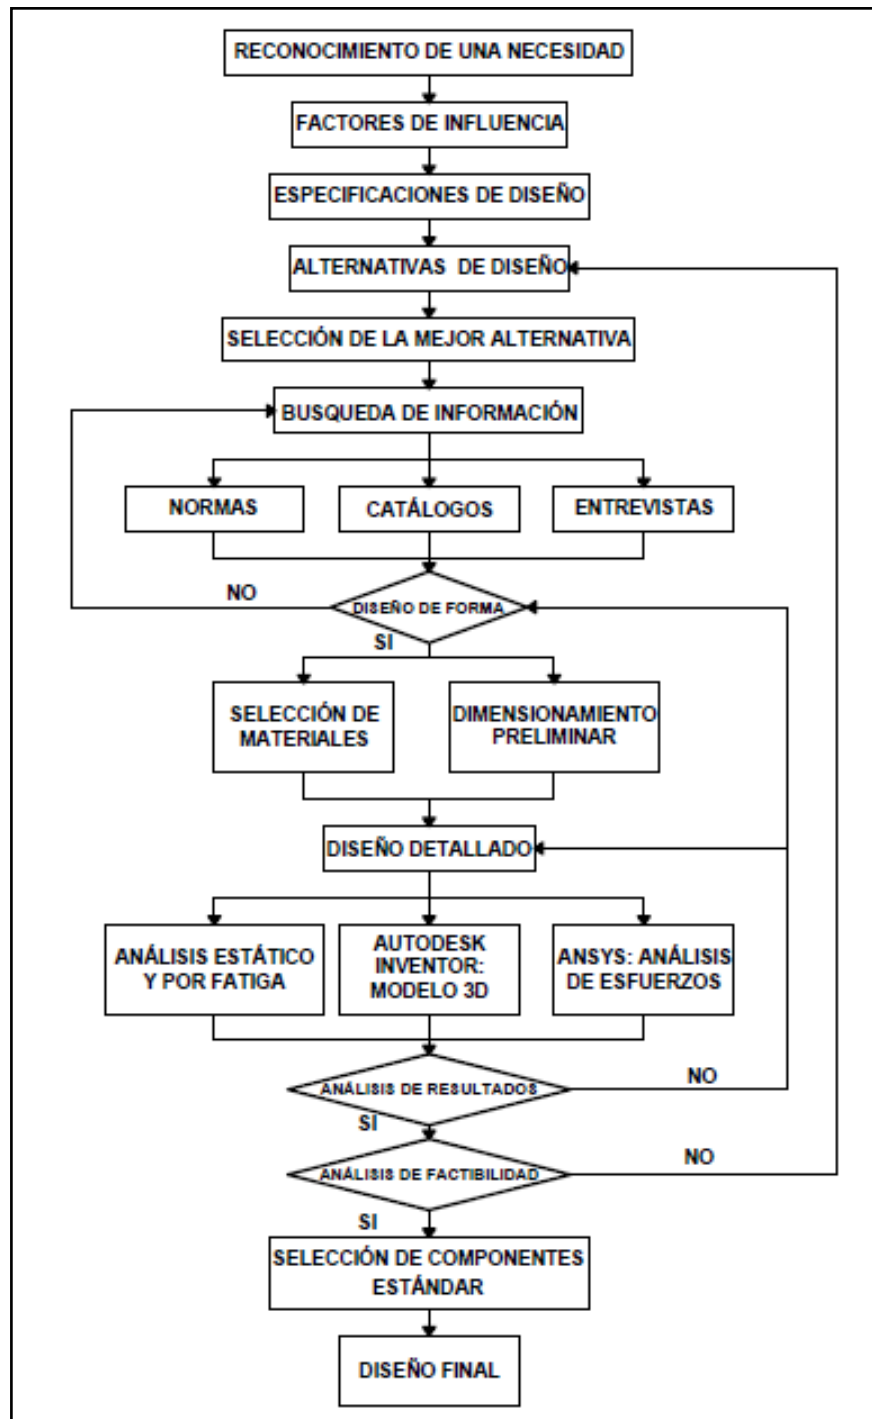 RECONOCIMIENTO DE UNA NECESIDAD
FACTORES DE INFLUENCIA
ESPECIFICACIONES DE DISEÑO
ALTERNATIVAS DE DISEÑO
SELECCIÓN DE LA MEJOR ALTERNATIVA
BUSQUEDA DE INFORMACIÓN
NORMAS
CATÁLOGOS
ENTREVISTAS
NO
DISEÑO DE FORMA
SI
SELECCIÓN DE
MATERIALES
DIMENSIONAMIENTO
PRELIMINAR
DISEÑO DETALLADO
ANÁLISIS ESTÁTICO
Y POR FATIGA
AUTODESK
INVENTOR:
MODELO 3D
ANSYS: ANÁLISIS
DE ESFUERZOS
ANÁLISIS DE RESULTADOS
NO
SI
ANÁLISIS DE FACTIBILIDAD
NO
SI
SELECCIÓN DE COMPONENTES
ESTÁNDAR
DISEÑO FINAL